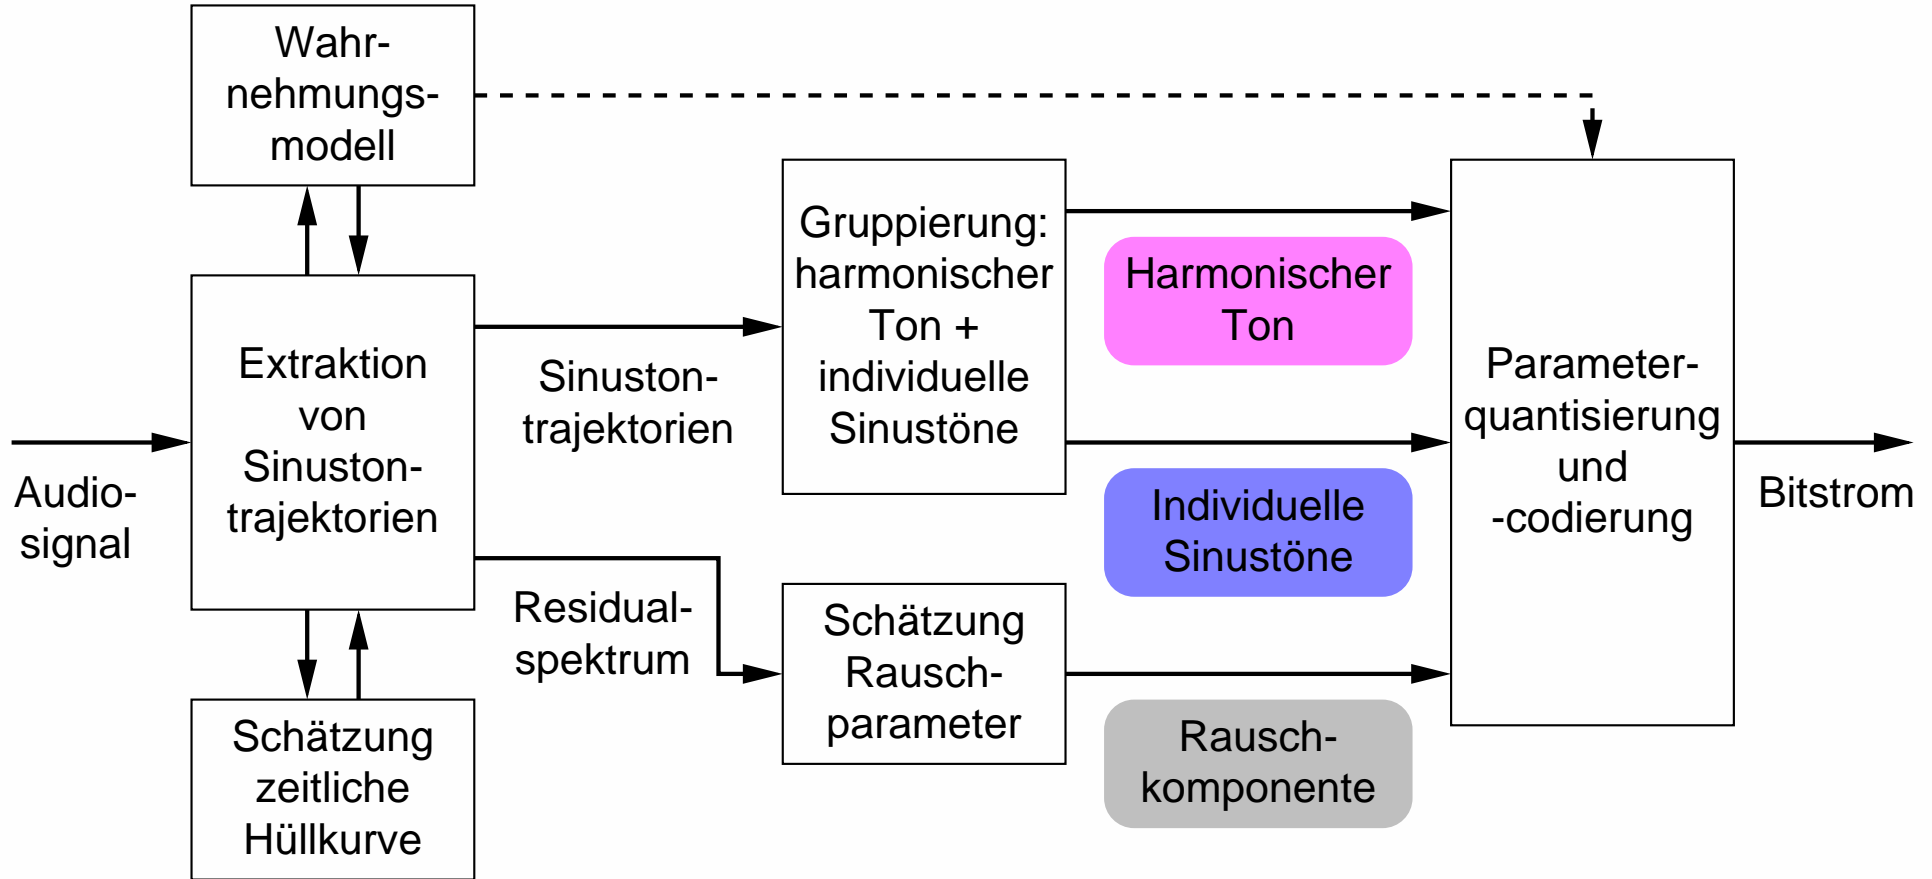 Wahr-
nehmungs-
modell
Audio-
signal
Extraktion
von
Sinuston-
trajektorien
Schätzung
zeitliche
Hüllkurve
Sinuston-
trajektorien
Residual-
spektrum
Gruppierung:
harmonischer
Ton +
individuelle
Sinustöne
Schätzung
Rausch-
parameter
Harmonischer
Ton
Individuelle
Sinustöne
Rausch-
komponente
Parameter-
quantisierung
und
-codierung
Bitstrom